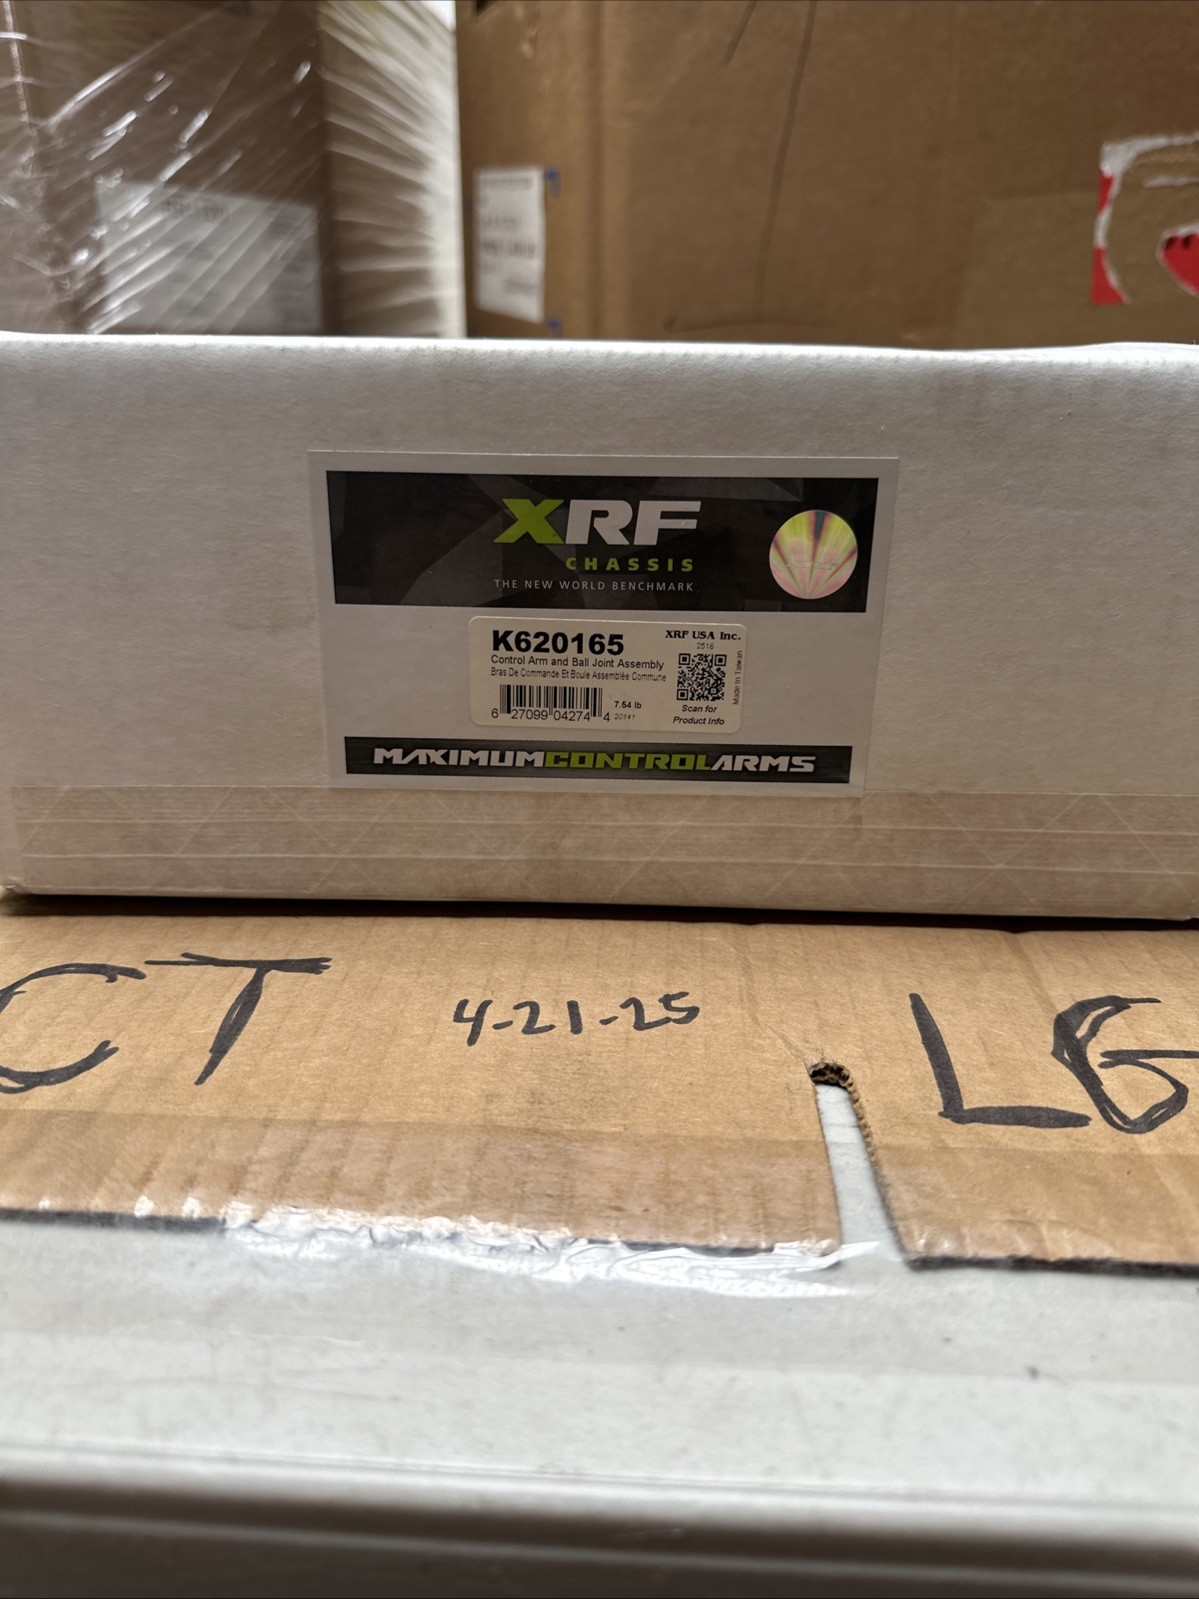 XRF
CHASSIS
THE NEW WORLD BENCHMARK
K620165
XRF USA Inc.
2516
Control Arm and Ball Joint Assembly
Bras De Commande Et Boule Assemblée Commune
Made In Taiwan
7.54 lb
6 27099 04274 4
20141
Scan for
Product Info
MAXIMUMCONTROLARMS
CT 4-21-25 LG